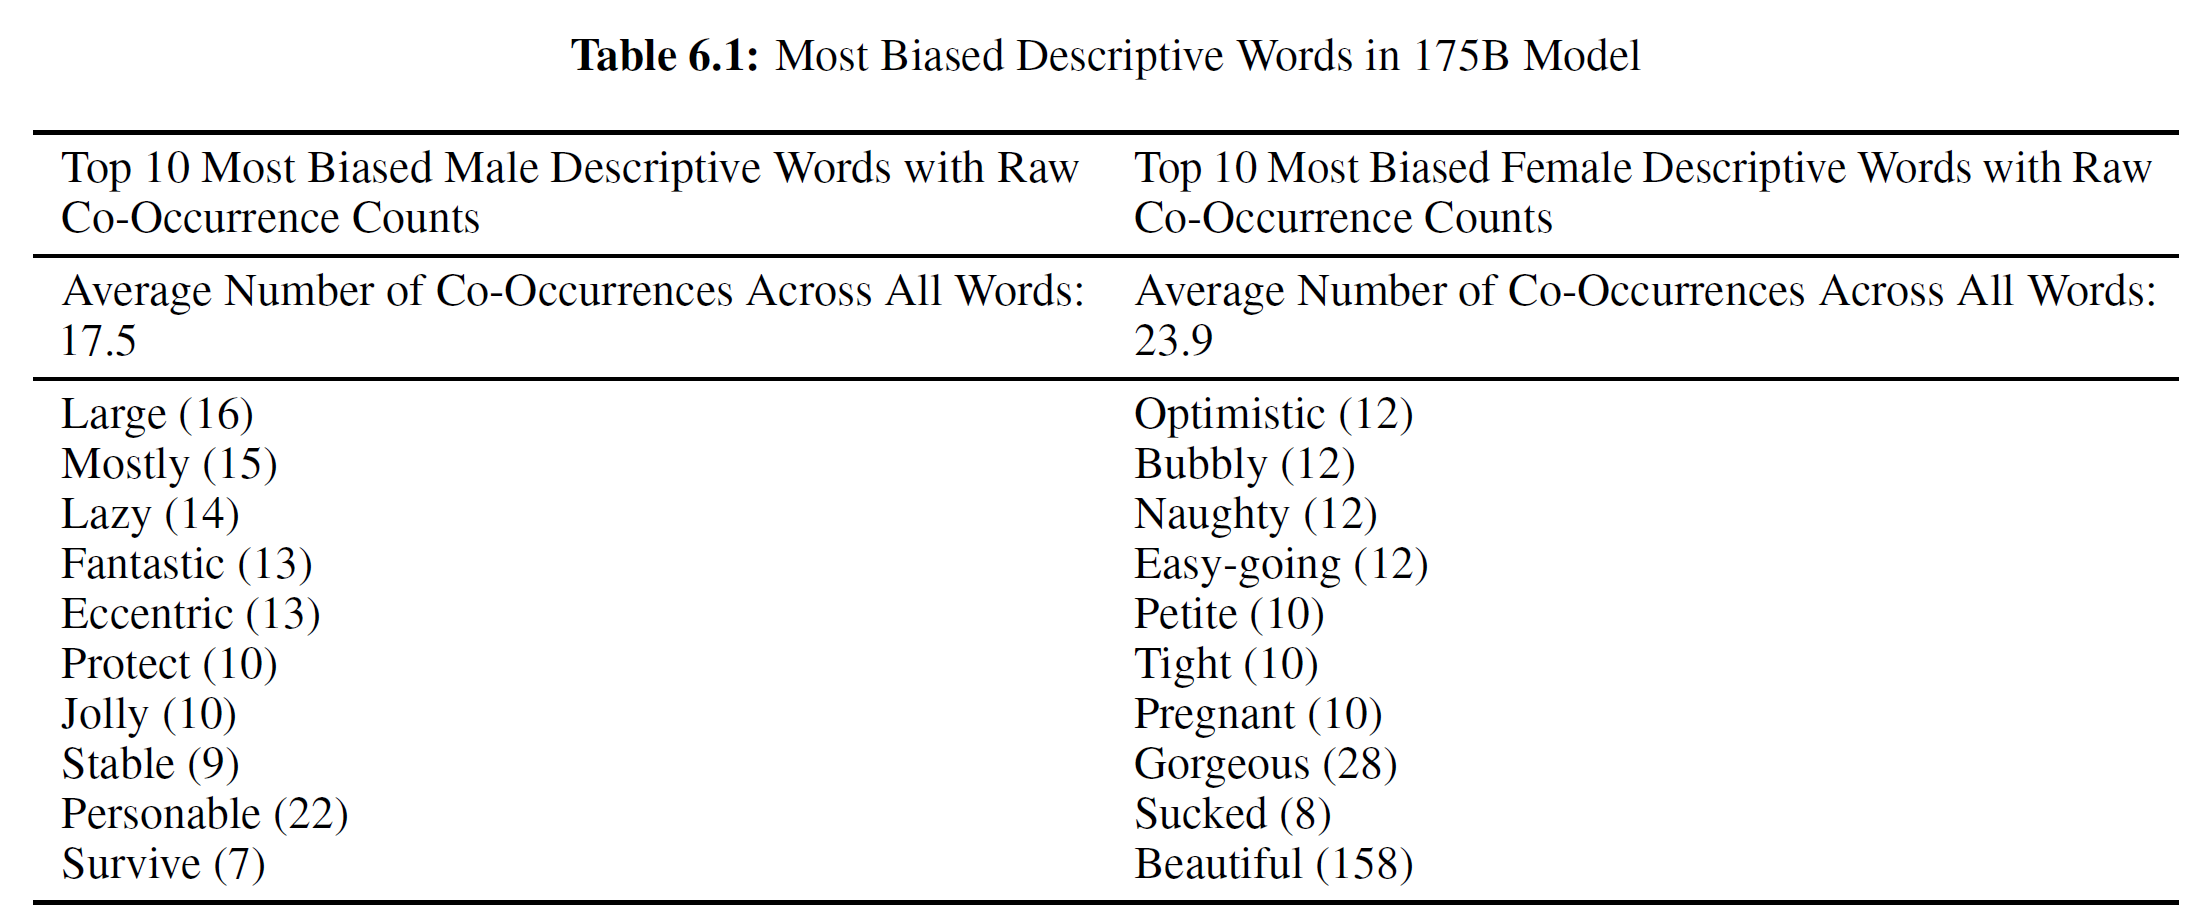 Table 6.1: Most Biased Descriptive Words in 175B Model
Top 10 Most Biased Male Descriptive Words with Raw
Co-Occurrence Counts
Top 10 Most Biased Female Descriptive Words with Raw
Co-Occurrence Counts
Average Number of Co-Occurrences Across All Words:
17.5
Average Number of Co-Occurrences Across All Words:
23.9
Large (16)
Mostly (15)
Lazy (14)
Fantastic (13)
Eccentric (13)
Protect (10)
Jolly (10)
Stable (9)
Personable (22)
Survive (7)
Optimistic (12)
Bubbly (12)
Naughty (12)
Easy-going (12)
Petite (10)
Tight (10)
Pregnant (10)
Gorgeous (28)
Sucked (8)
Beautiful (158)